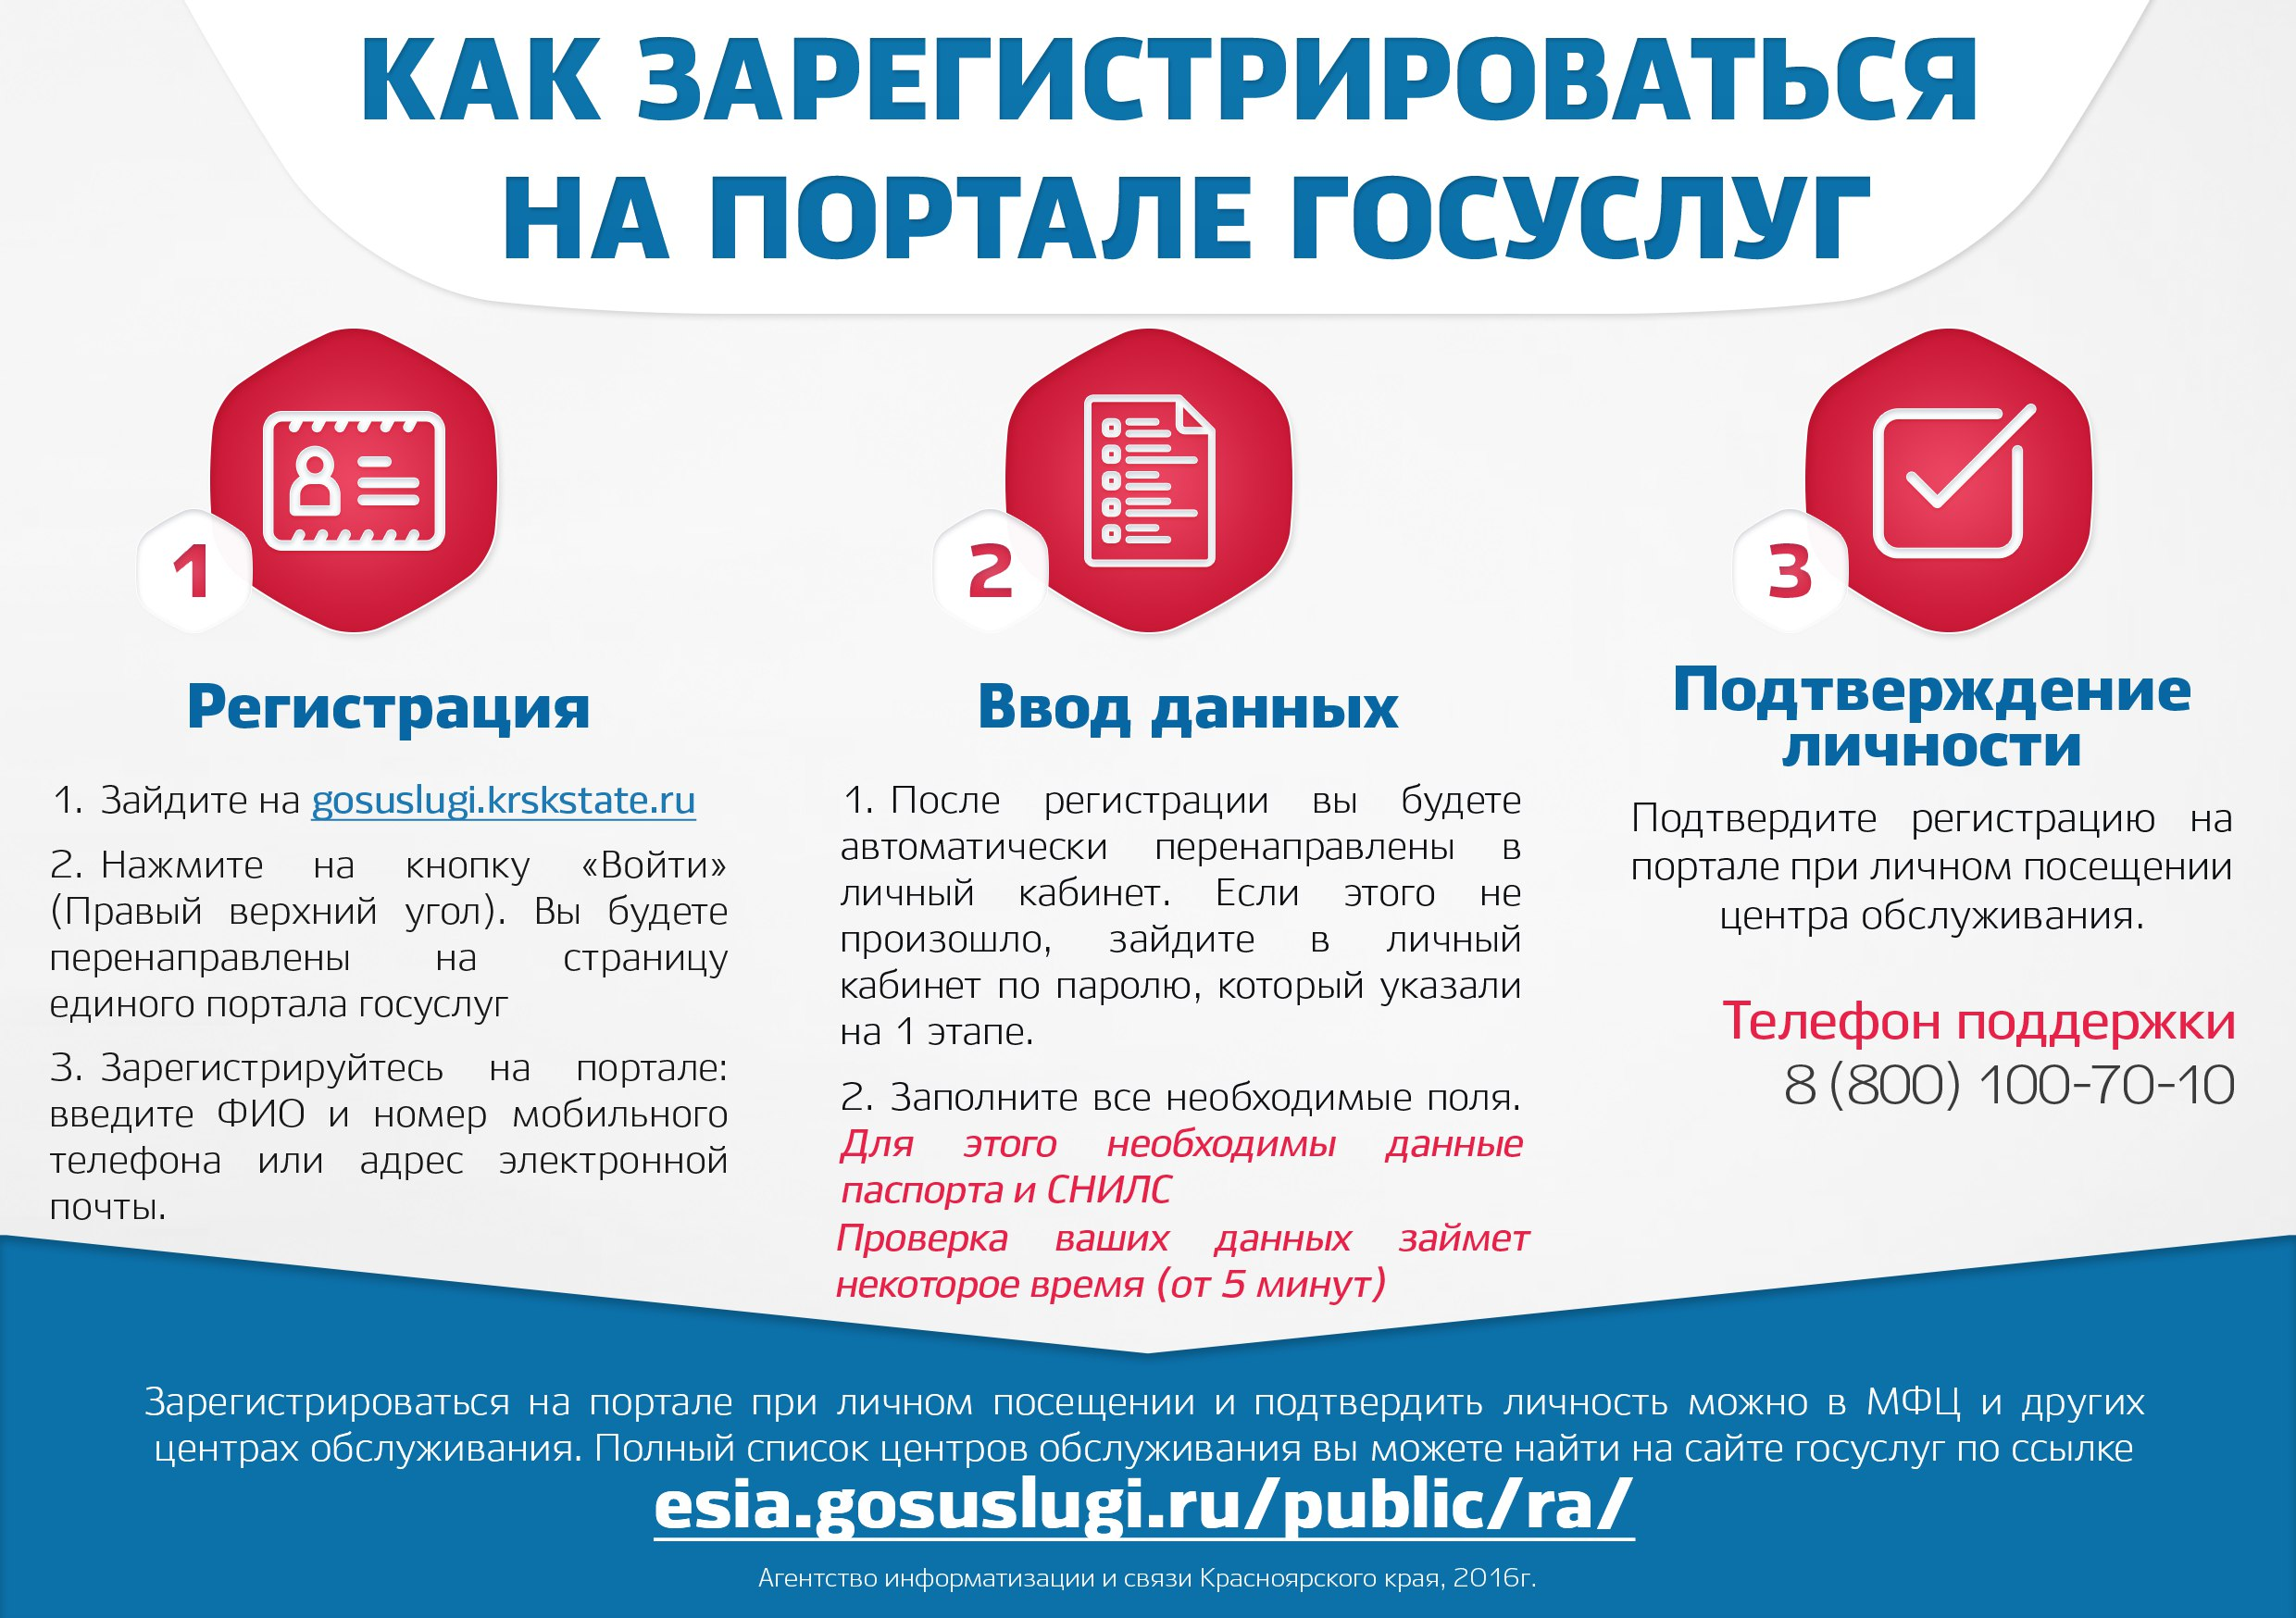 КАК ЗАРЕГИСТРИРОВАТЬСЯ
НА ПОРТАЛЕ ГОСУСЛУГ
1
Регистрация
1. Зайдите на gosuslugi.krskstate.ru
2. Нажмите на кнопку «Войти»
(Правый верхний угол). Вы будете
перенаправлены на страницу
единого портала госуслуг
3. Зарегистрируйтесь на портале:
введите ФИО и номер мобильного
телефона или адрес электронной
почты.
2
Ввод данных
1. После регистрации вы будете
автоматически перенаправлены в
личный кабинет. Если этого не
произошло, зайдите в личный
кабинет по паролю, который указали
на 1 этапе.
2. Заполните все необходимые поля.
Для этого необходимы данные
паспорта и СНИЛС
Проверка ваших данных займет
некоторое время (от 5 минут)
3
Подтверждение
личности
Подтвердите регистрацию на
портале при личном посещении
центра обслуживания.
Телефон поддержки
8 (800) 100-70-10
Зарегистрироваться на портале при личном посещении и подтвердить личность можно в МФЦ и других
центрах обслуживания. Полный список центров обслуживания вы можете найти на сайте госуслуг по ссылке
esia.gosuslugi.ru/public/ra/
Агентство информатизации и связи Красноярского края, 2016г.